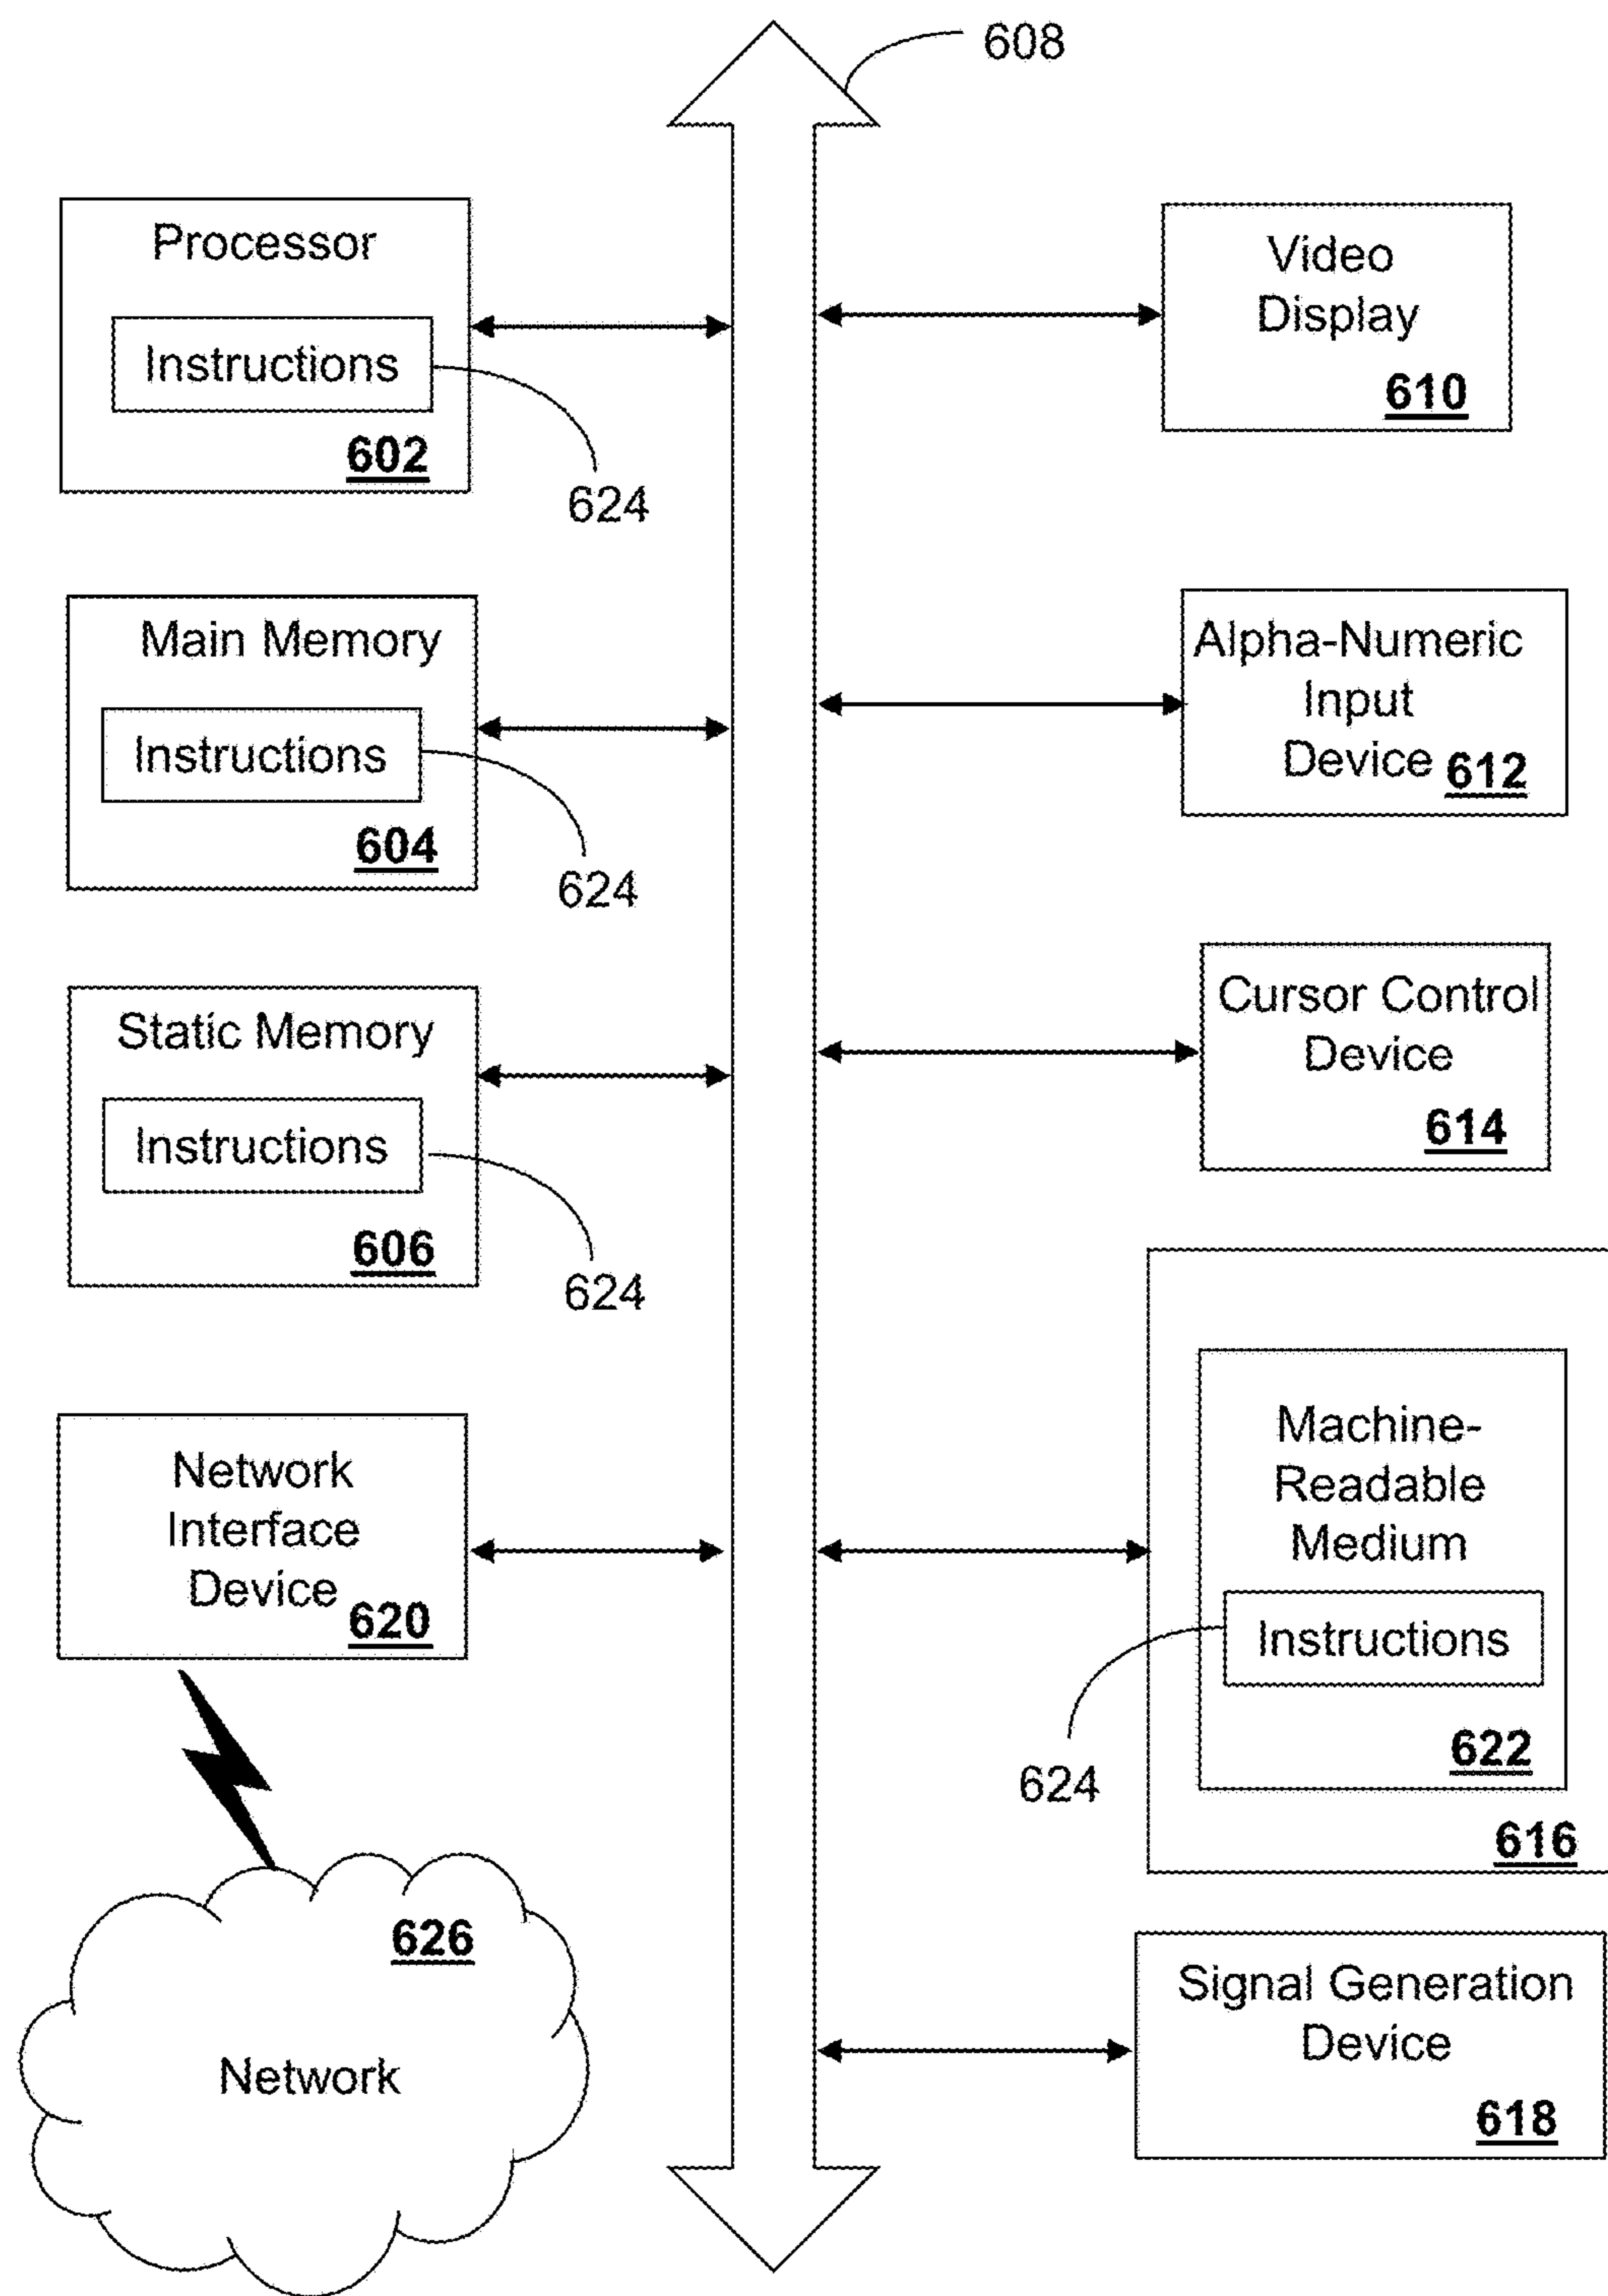 608
Processor
Instructions
602
624
Main Memory
Instructions
604
624
Static Memory
Instructions
606
624
Network
Interface
Device
620
626
Network
Video
Display
610
Alpha-Numeric
Input
Device 612
Cursor Control
Device
614
Machine-
Readable
Medium
Instructions
622
624
616
Signal Generation
Device
618